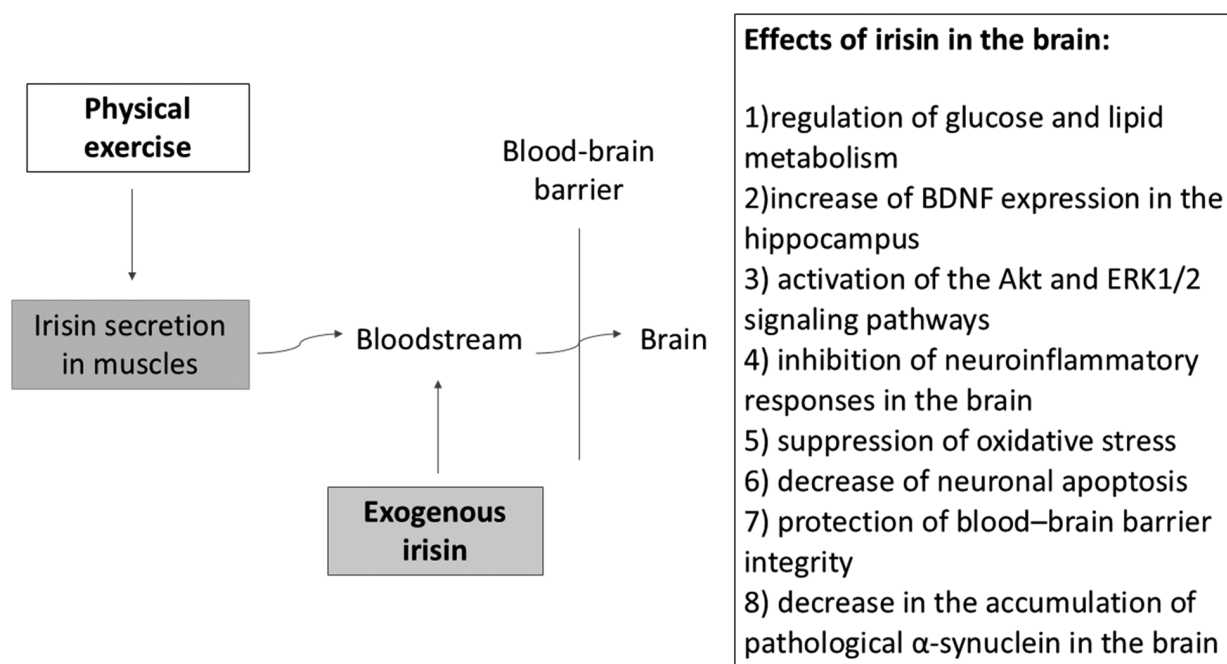 Physical
exercise
Irisin secretion
in muscles
Bloodstream
Blood-brain
barrier
Brain
Exogenous
irisin
Effects of irisin in the brain:
1)regulation of glucose and lipid
metabolism
2)increase of BDNF expression in the
hippocampus
3) activation of the Akt and ERK1/2
signaling pathways
4) inhibition of neuroinflammatory
responses in the brain
5) suppression of oxidative stress
6) decrease of neuronal apoptosis
7) protection of blood–brain barrier
integrity
8) decrease in the accumulation of
pathological α-synuclein in the brain